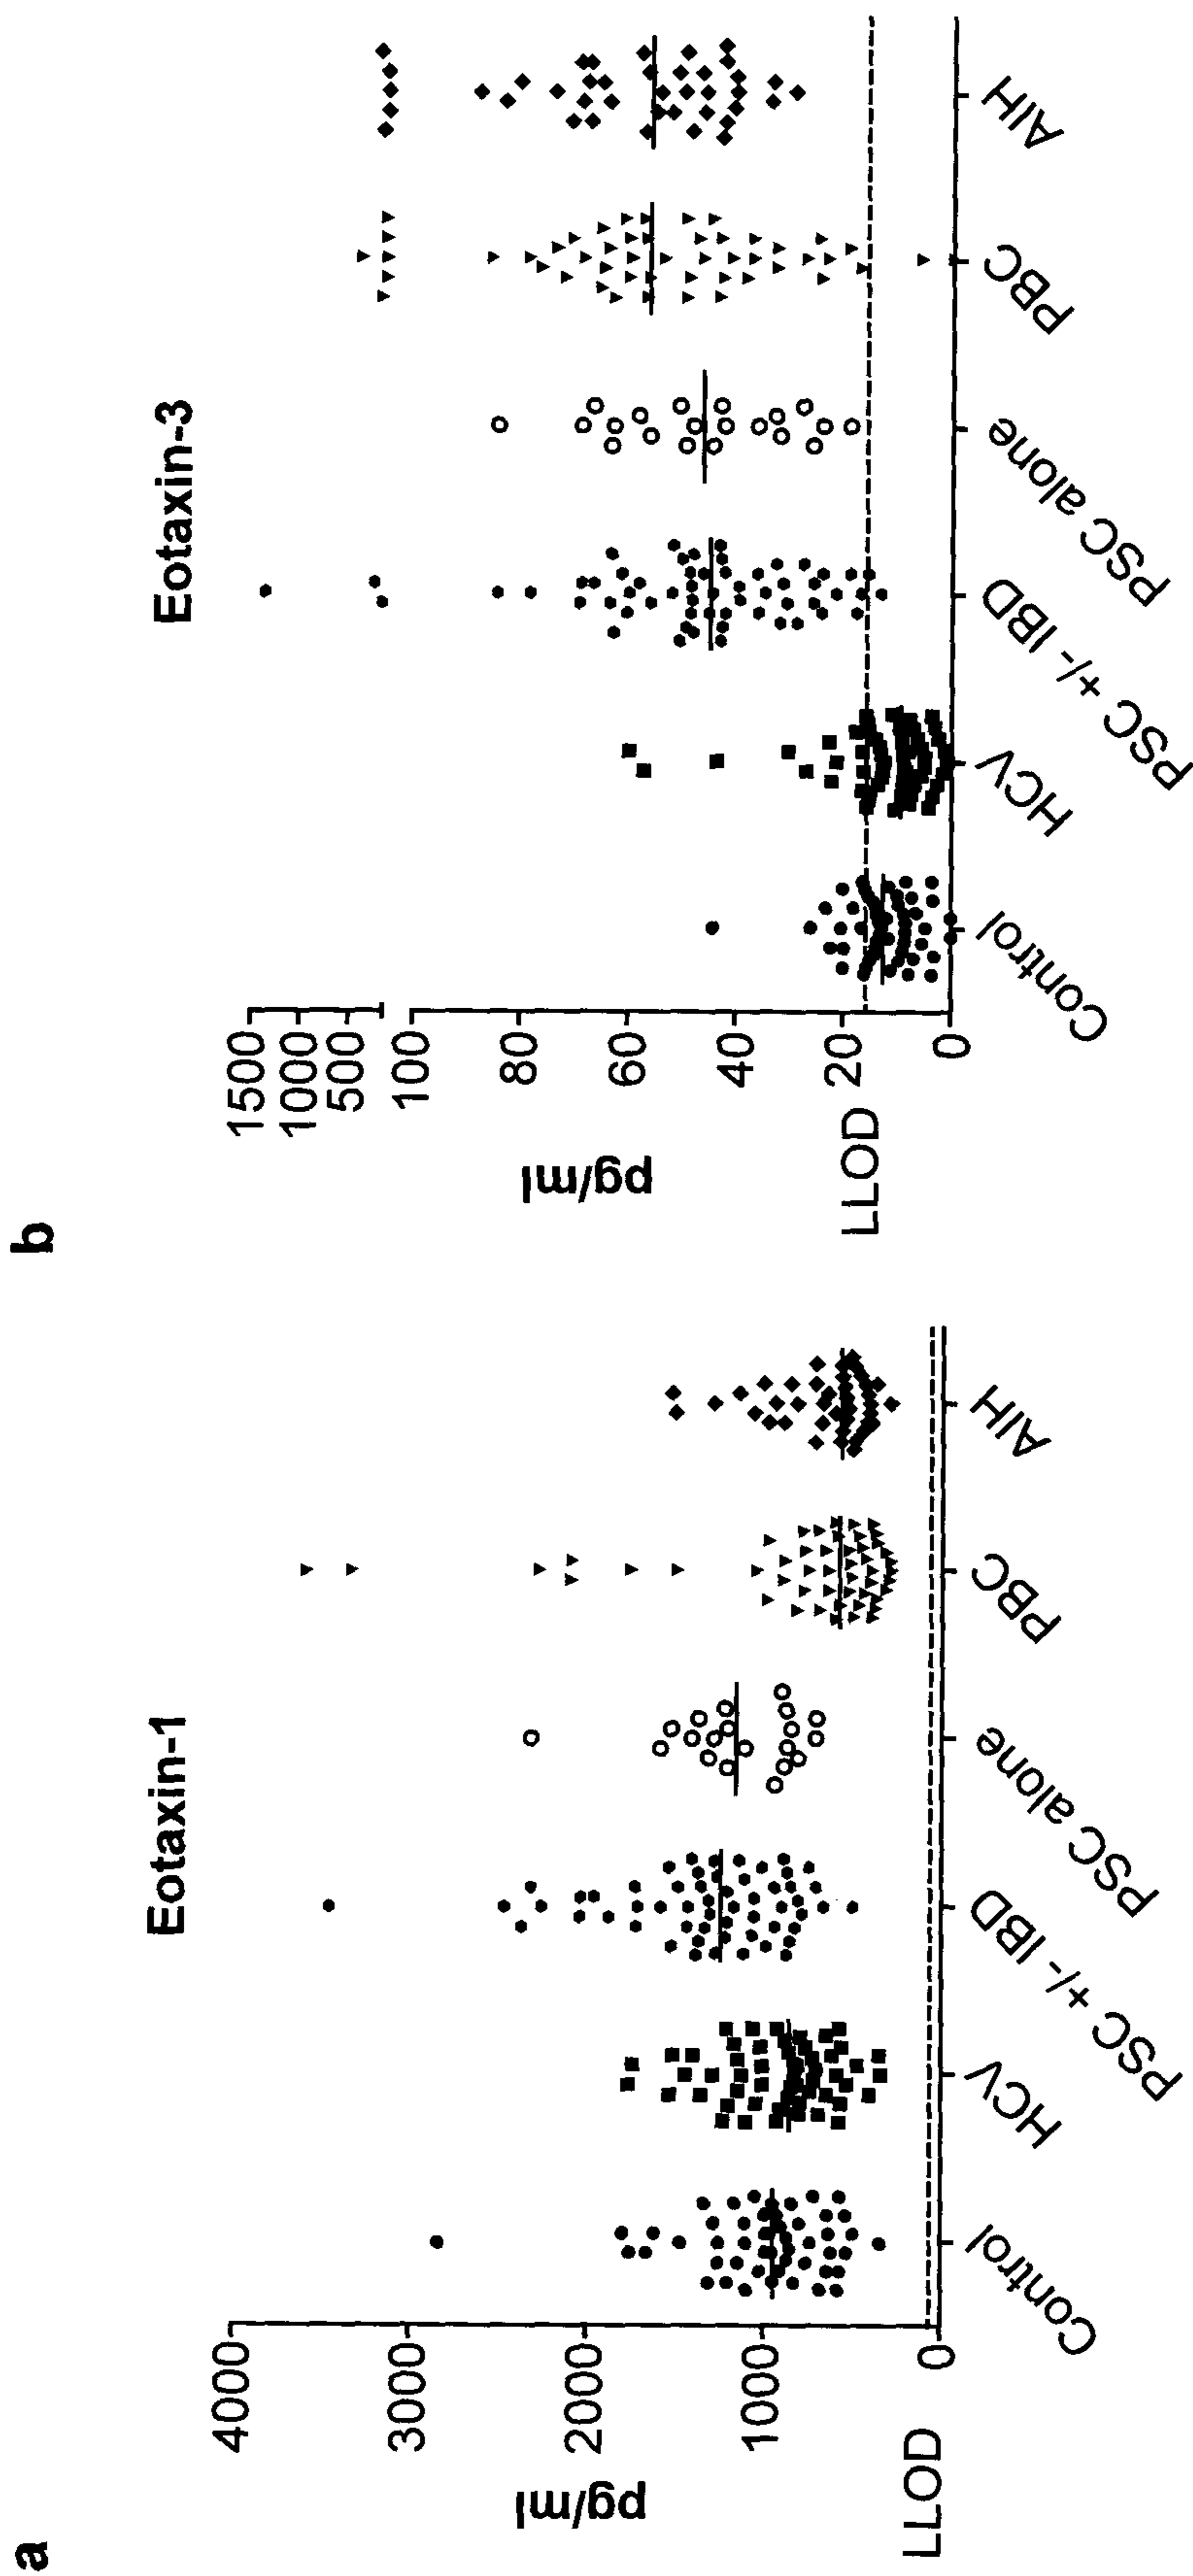 a
Eotaxin-1
4000
3000
2000
1000
0
LLOD
pg/ml
Control
HCV
PSC +/- IBD
PSC alone
PBC
AIH
b
Eotaxin-3
1500
1000
500
100
80
60
40
20
0
LLOD
pg/ml
Control
HCV
PSC +/- IBD
PSC alone
PBC
AIH